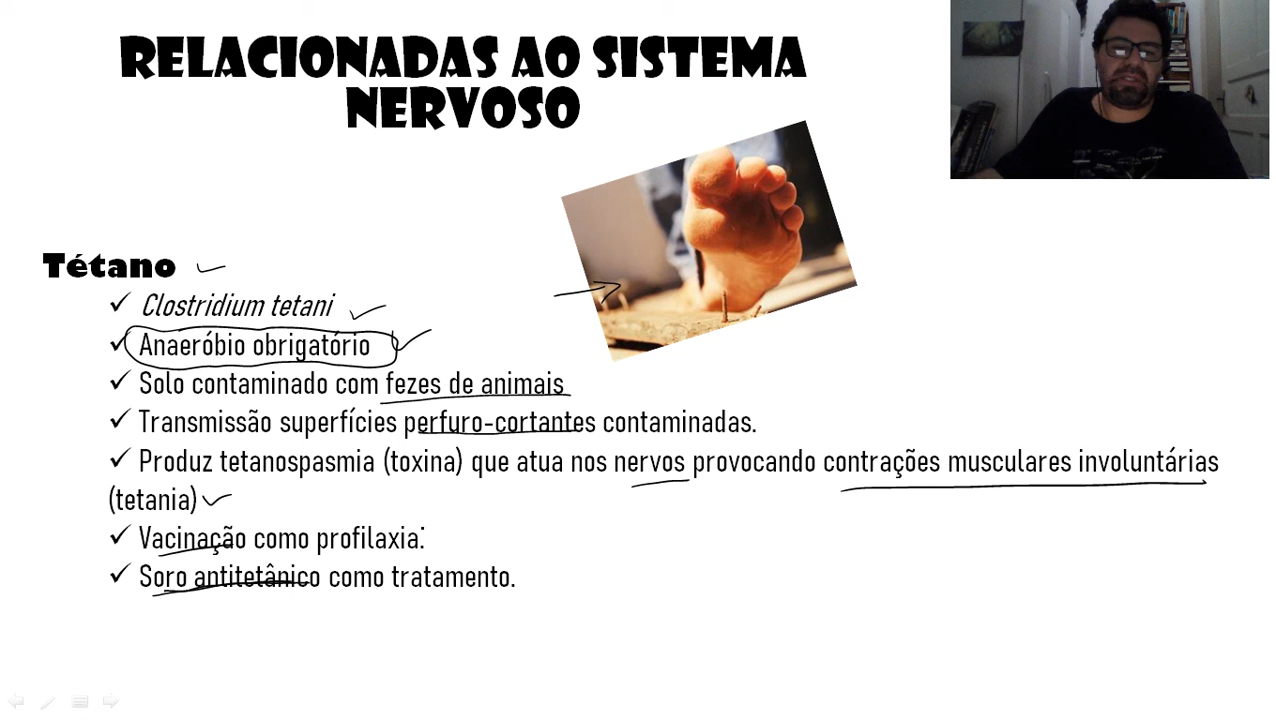 RELACIONADAS AO SISTEMA
NERVOSO
Tétano
✓ Clostridium tetani
✓ Anaeróbio obrigatório
✓ Solo contaminado com fezes de animais
✓ Transmissão superfícies perfuro-cortantes contaminadas.
✓ Produz tetanospasmia (toxina) que atua nos nervos provocando contrações musculares involuntárias
(tetania)
✓ Vacinação como profilaxia.
✓ Soro antitetânico como tratamento.